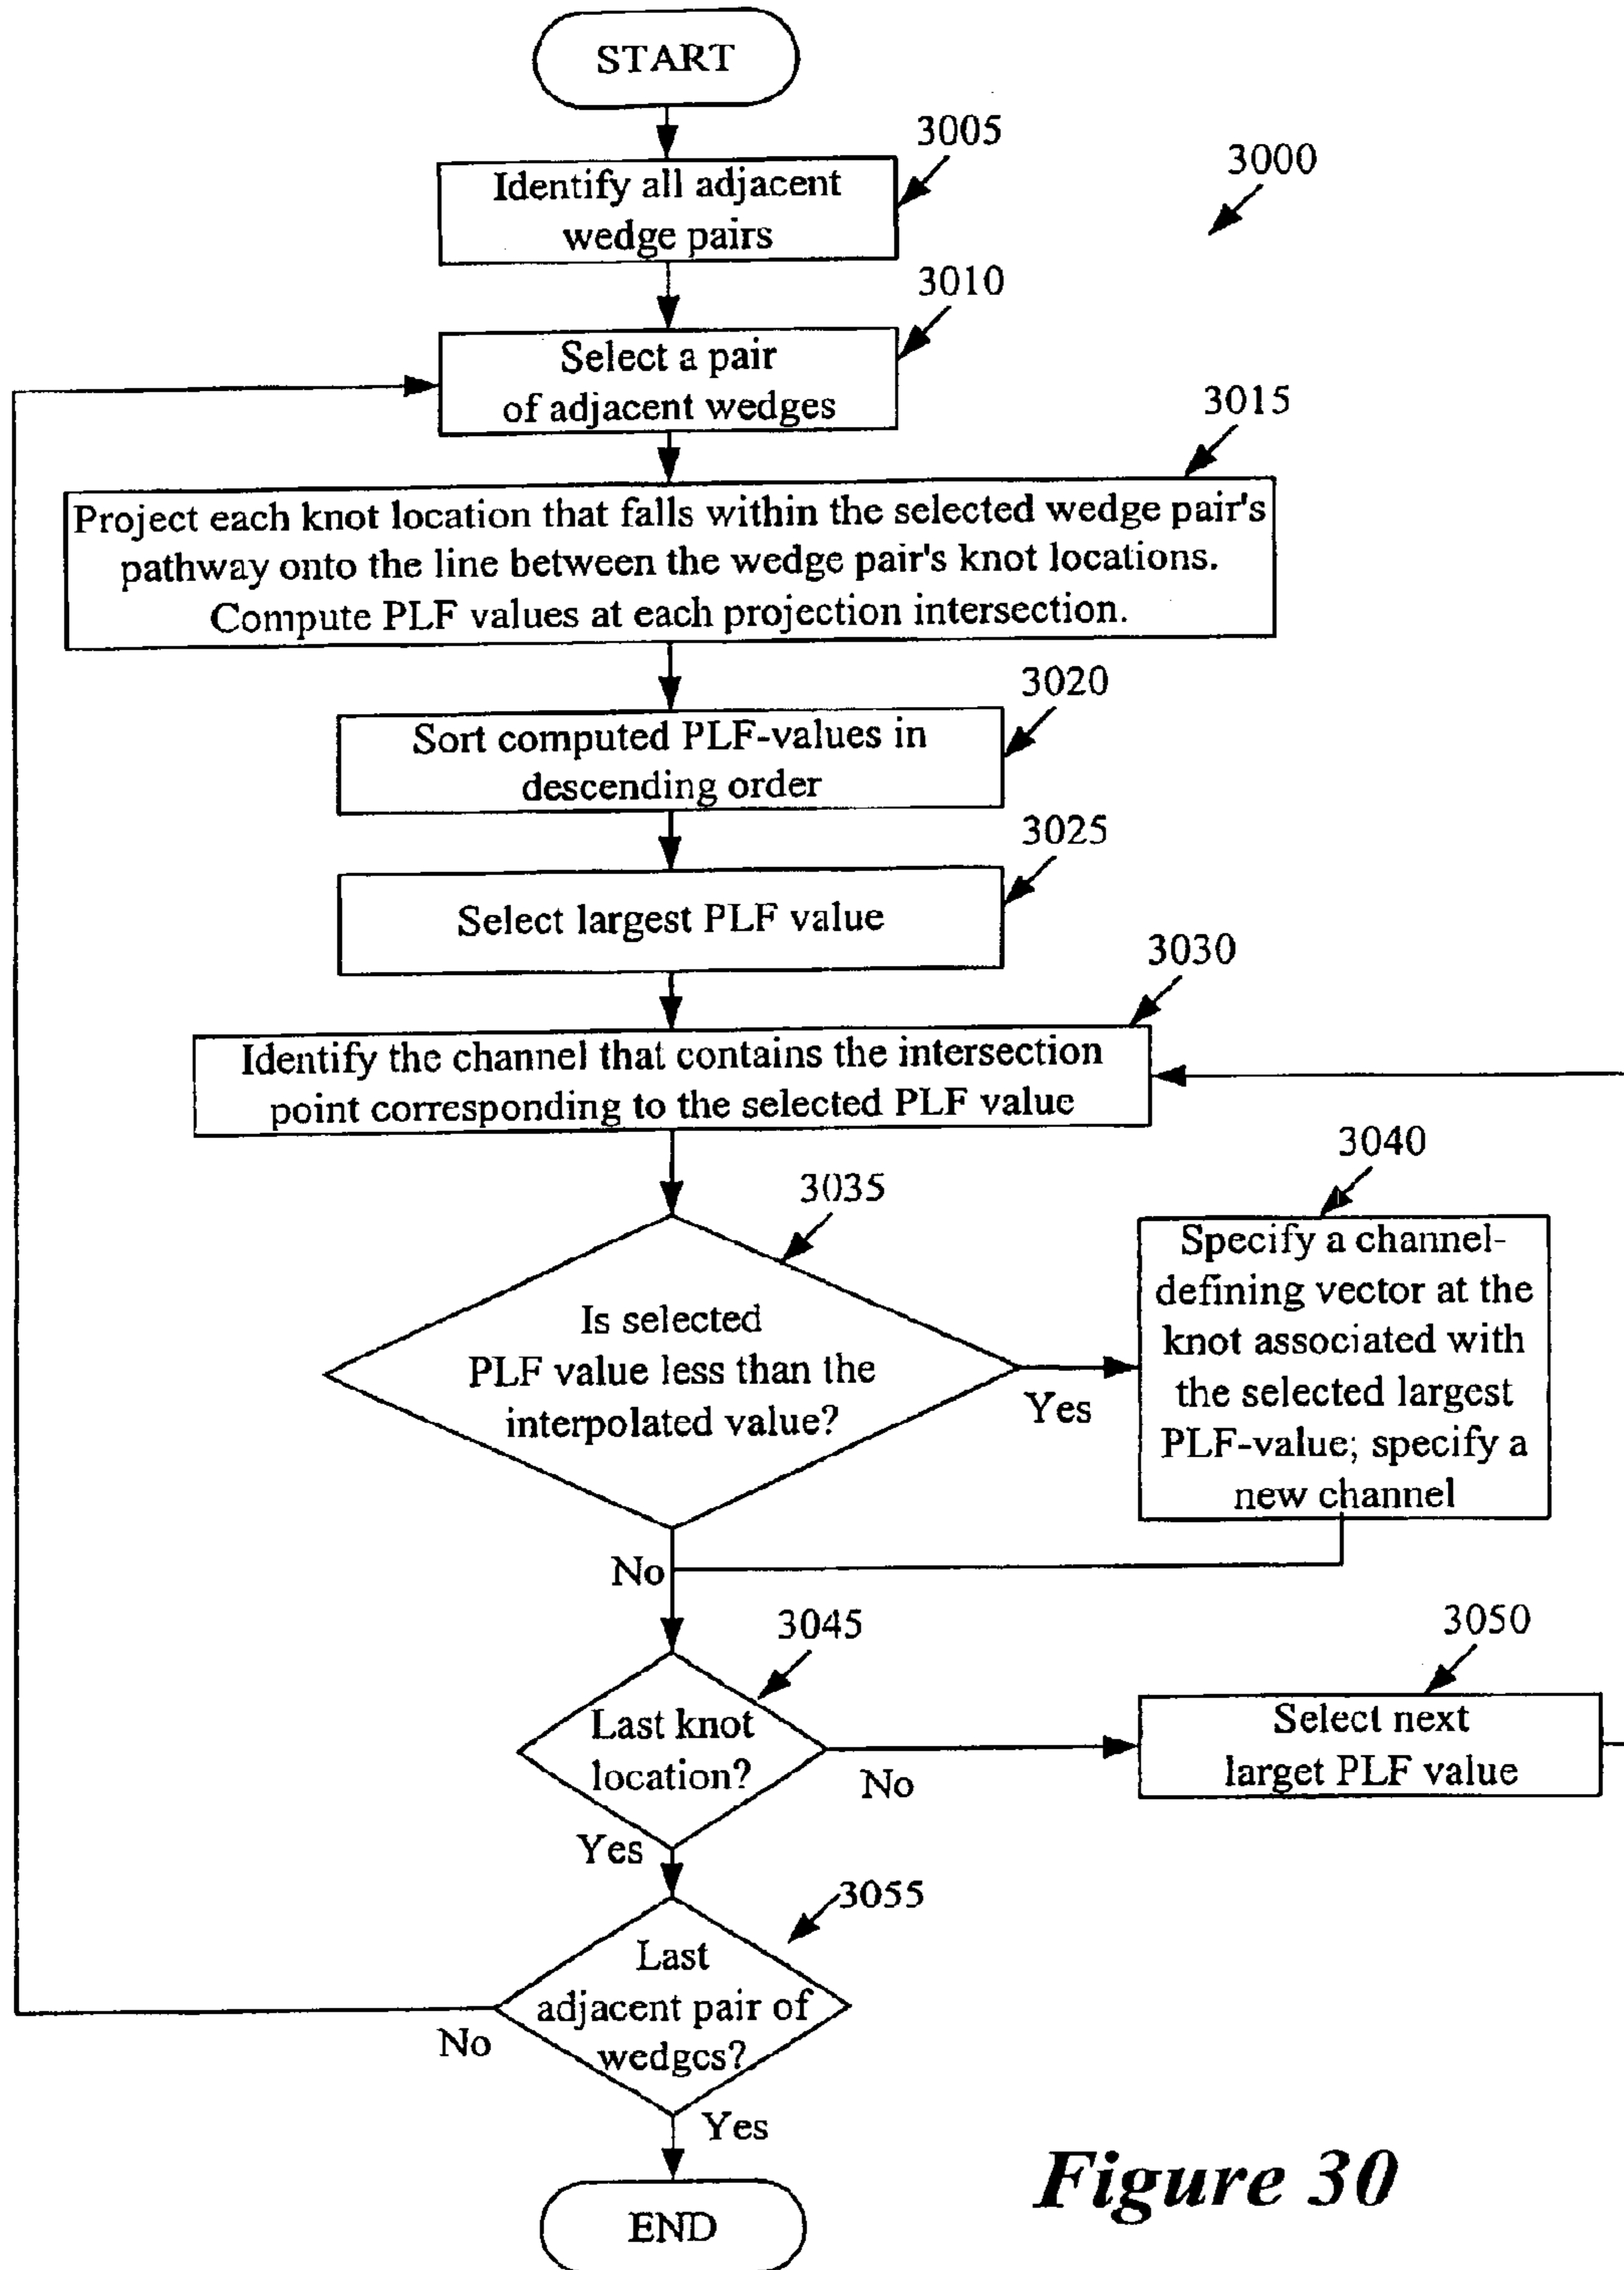 START
3005
3000
Identify all adjacent
wedge pairs
3010
Select a pair
of adjacent wedges
3015
Project each knot location that falls within the selected wedge pair's
pathway onto the line between the wedge pair's knot locations.
Compute PLF values at each projection intersection.
3020
Sort computed PLF-values in
descending order
3025
Select largest PLF value
3030
Identify the channel that contains the intersection
point corresponding to the selected PLF value
3035
Is selected
PLF value less than the
interpolated value?
Yes
3040
Specify a channel-
defining vector at the
knot associated with
the selected largest
PLF-value; specify a
new channel
No
3045
Last knot
location?
No
3050
Select next
larget PLF value
Yes
3055
Last
adjacent pair of
wedges?
No
Yes
END
Figure 30